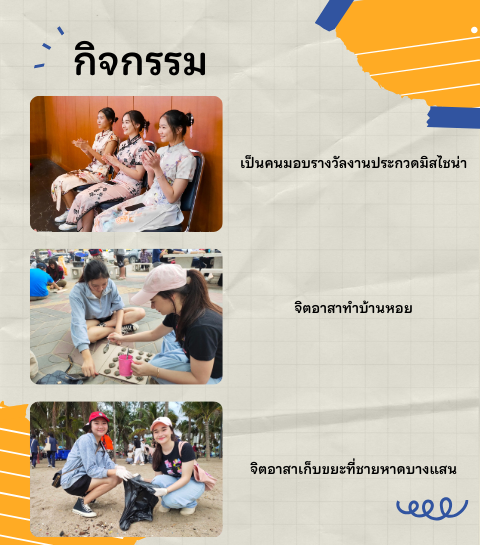 กิจกรรม
เป็นคนมอบรางวัลงานประกวดมิสไชน่า
จิตอาสาทำบ้านหอย
จิตอาสาเก็บขยะที่ชายหาดบางแสน